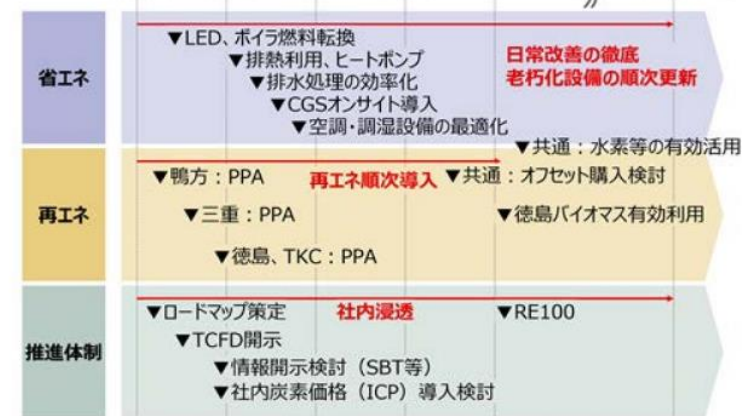 省エネ
▼LED、ボイラ燃料転換
▼排熱利用、ヒートポンプ
▼排水処理の効率化
▼CGSオンサイト導入
▼空調・調湿設備の最適化
日常改善の徹底
老朽化設備の順次更新
▼共通：水素等の有効活用
再エネ
▼鴨方：PPA
再エネ順次導入
▼共通：オフセット購入検討
▼三重：PPA
▼徳島バイオマス有効利用
▼徳島、TKC：PPA
推進体制
▼ロードマップ策定
社内浸透
▼RE100
▼TCFD開示
▼情報開示検討（SBT等）
▼社内炭素価格（ICP）導入検討